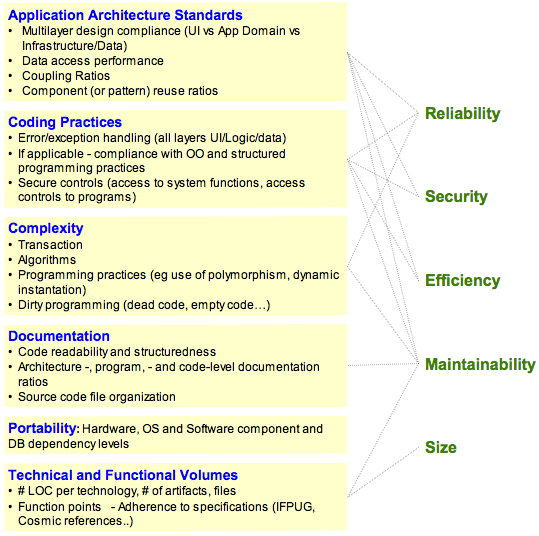 Application Architecture Standards
• Multilayer design compliance (UI vs App Domain vs
Infrastructure/Data)
• Data access performance
• Coupling Ratios
• Component (or pattern) reuse ratios
Coding Practices
• Error/exception handling (all layers UI/Logic/data)
• If applicable - compliance with OO and structured
programming practices
• Secure controls (access to system functions, access
controls to programs)
Complexity
• Transaction
• Algorithms
• Programming practices (eg use of polymorphism, dynamic
instantation)
• Dirty programming (dead code, empty code…)
Documentation
• Code readability and structuredness
• Architecture -, program, - and code-level documentation
ratios
• Source code file organization
Portability: Hardware, OS and Software component and
DB dependency levels
Technical and Functional Volumes
• # LOC per technology, # of artifacts, files
• Function points - Adherence to specifications (IFPUG,
Cosmic references..)
Reliability
Security
Efficiency
Maintainability
Size